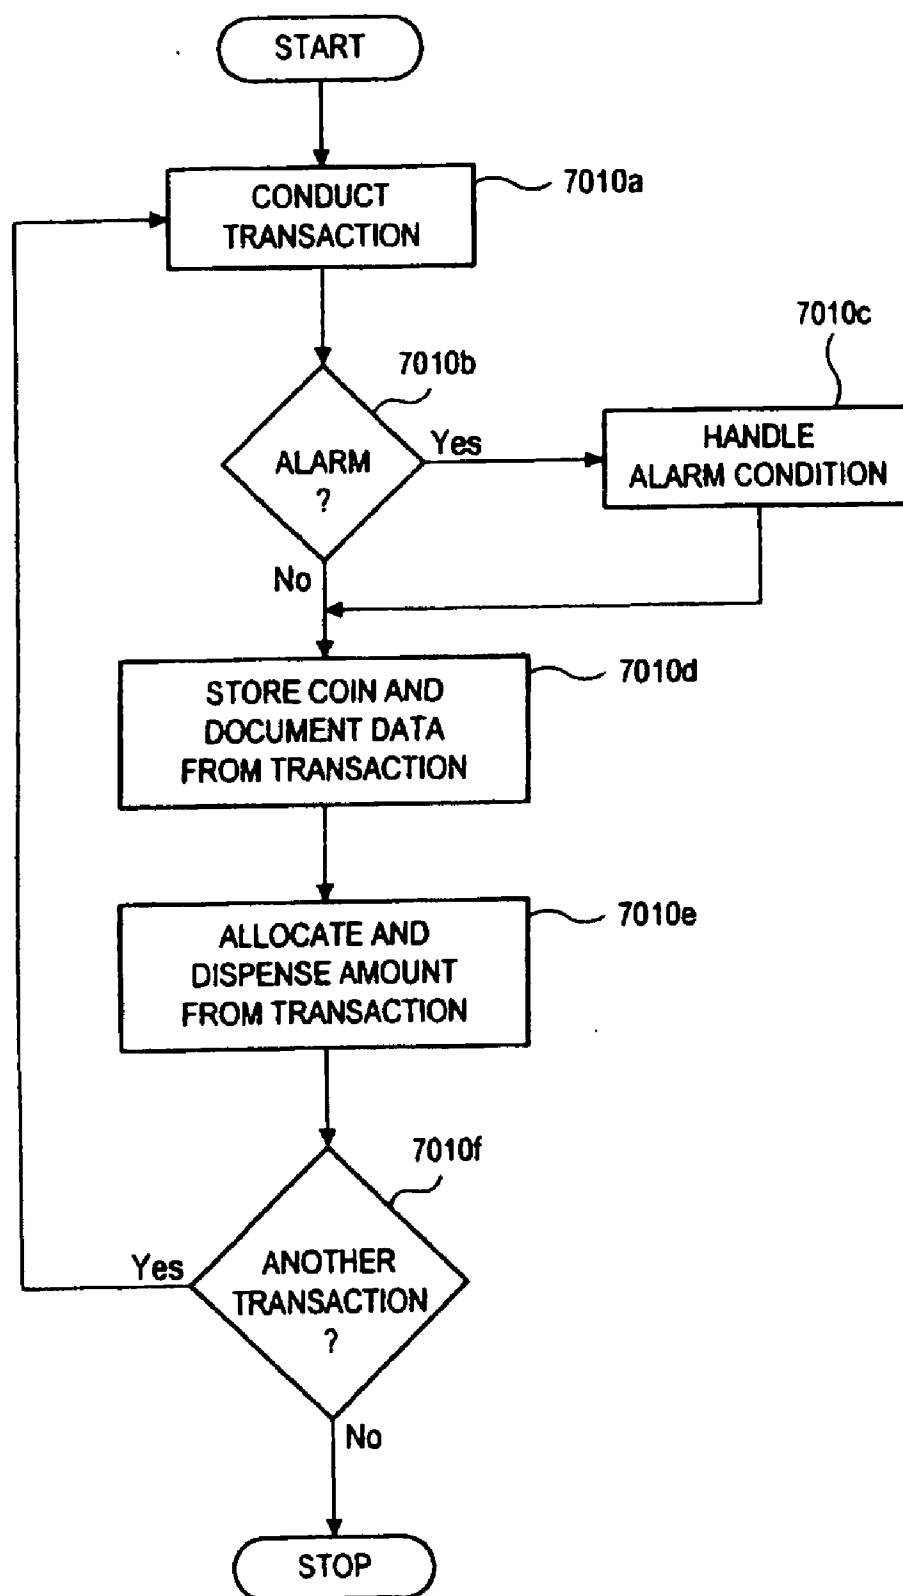 START
CONDUCT
TRANSACTION
7010a
7010b
ALARM
?
Yes
7010c
HANDLE
ALARM CONDITION
No
STORE COIN AND
DOCUMENT DATA
FROM TRANSACTION
7010d
ALLOCATE AND
DISPENSE AMOUNT
FROM TRANSACTION
7010e
7010f
ANOTHER
TRANSACTION
?
Yes
No
STOP